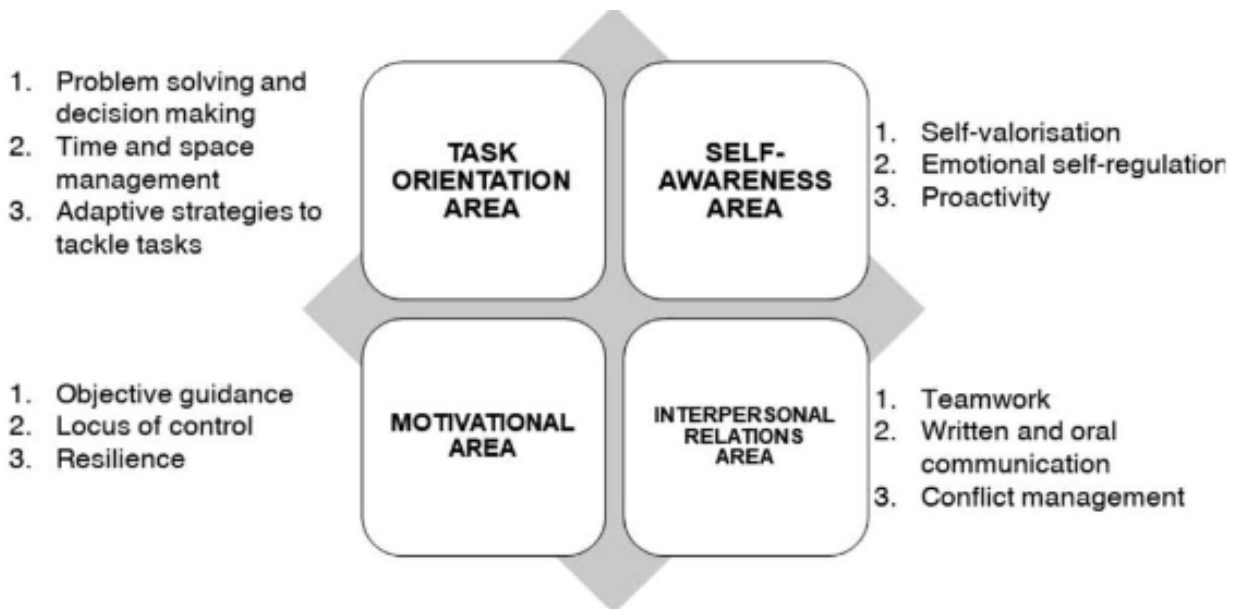 1. Problem solving and
decision making
2. Time and space
management
3. Adaptive strategies to
tackle tasks
TASK
ORIENTATION
AREA
SELF-
AWARENESS
AREA
1. Self-valorisation
2. Emotional self-regulation
3. Proactivity
1. Objective guidance
2. Locus of control
3. Resilience
MOTIVATIONAL
AREA
INTERPERSONAL
RELATIONS
AREA
1. Teamwork
2. Written and oral
communication
3. Conflict management